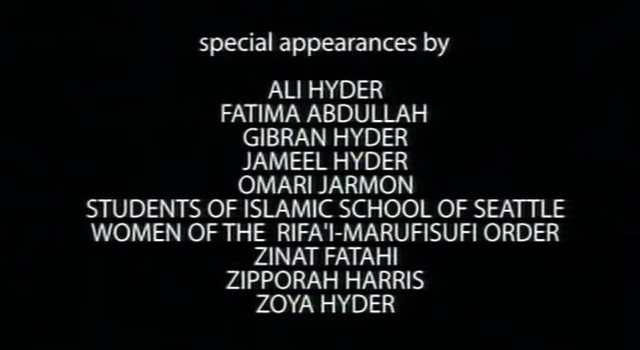 special appearances by
ALI HYDER
FATIMA ABDULLAH
GIBRAN HYDER
JAMEEL HYDER
OMARI JARMON
STUDENTS OF ISLAMIC SCHOOL OF SEATTLE
WOMEN OF THE RIFA'I-MARUFISUFI ORDER
ZINAT FATAHI
ZIPPORAH HARRIS
ZOYA HYDER